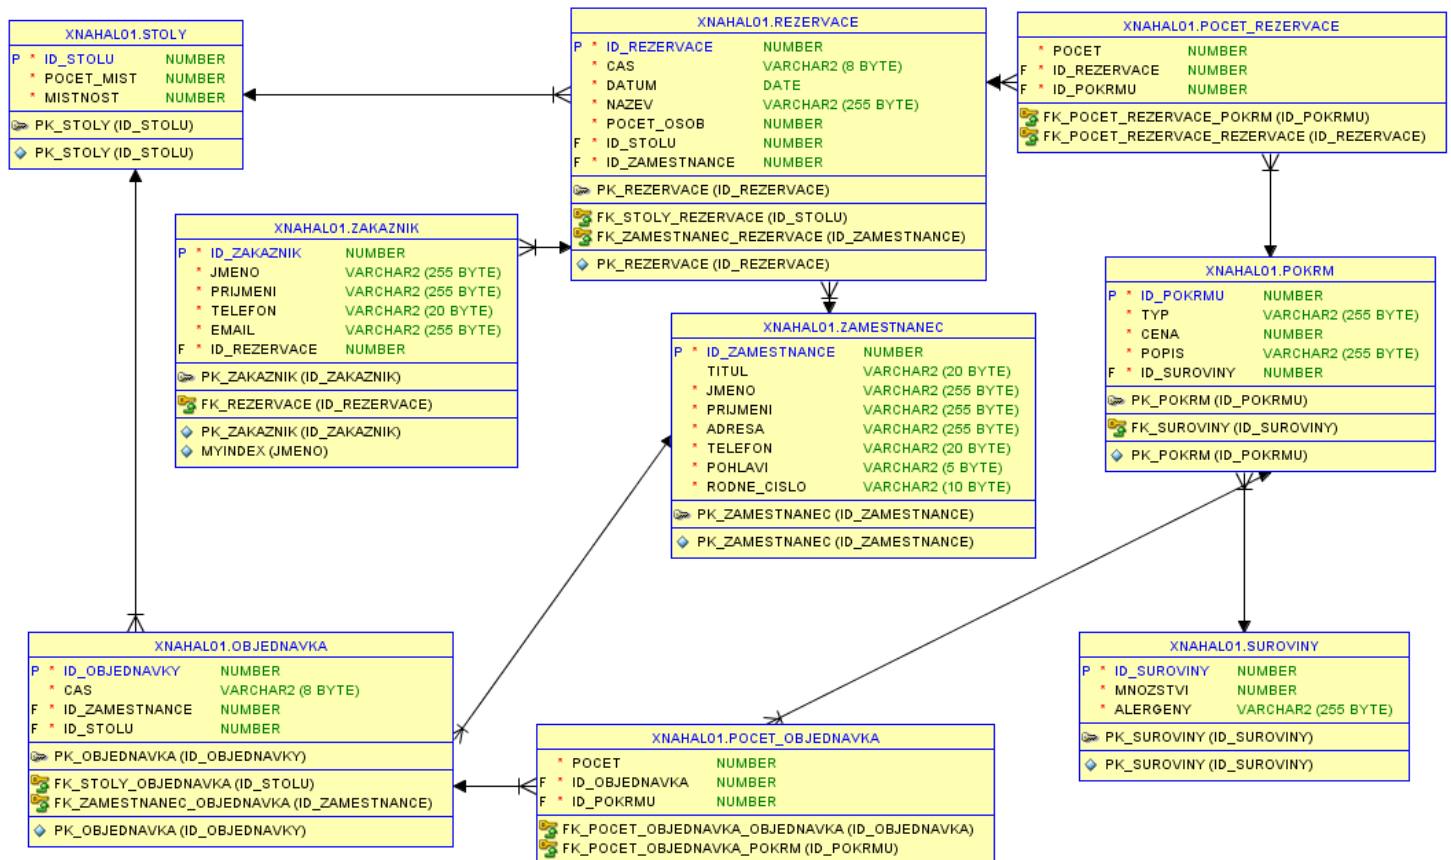 XNAHAL01.STOLY
P * ID_STOLU NUMBER
* POCET_MIST NUMBER
* MISTNOST NUMBER
PK_STOLY (ID_STOLU)
PK_STOLY (ID_STOLU)
XNAHAL01.REZERVACE
P * ID_REZERVACE NUMBER
* CAS VARCHAR2 (8 BYTE)
* DATUM DATE
* NAZEV VARCHAR2 (255 BYTE)
* POCET_OSOB NUMBER
F * ID_STOLU NUMBER
F * ID_ZAMESTNANCE NUMBER
PK_REZERVACE (ID_REZERVACE)
FK_STOLY_REZERVACE (ID_STOLU)
FK_ZAMESTNANEC_REZERVACE (ID_ZAMESTNANCE)
PK_REZERVACE (ID_REZERVACE)
XNAHAL01.POCET_REZERVACE
* POCET NUMBER
F * ID_REZERVACE NUMBER
F * ID_POKRMU NUMBER
FK_POCET_REZERVACE_POKRM (ID_POKRMU)
FK_POCET_REZERVACE_REZERVACE (ID_REZERVACE)
XNAHAL01.ZAKAZNIK
P * ID_ZAKAZNIK NUMBER
* JMENO VARCHAR2 (255 BYTE)
* PRIJMENI VARCHAR2 (255 BYTE)
* TELEFON VARCHAR2 (20 BYTE)
* EMAIL VARCHAR2 (255 BYTE)
F * ID_REZERVACE NUMBER
PK_ZAKAZNIK (ID_ZAKAZNIK)
FK_REZERVACE (ID_REZERVACE)
PK_ZAKAZNIK (ID_ZAKAZNIK)
MYINDEX (JMENO)
XNAHAL01.ZAMESTNANEC
P * ID_ZAMESTNANCE NUMBER
TITUL VARCHAR2 (20 BYTE)
* JMENO VARCHAR2 (255 BYTE)
* PRIJMENI VARCHAR2 (255 BYTE)
* ADRESA VARCHAR2 (255 BYTE)
* TELEFON VARCHAR2 (20 BYTE)
* POHLAVI VARCHAR2 (5 BYTE)
* RODNE_CISLO VARCHAR2 (10 BYTE)
PK_ZAMESTNANEC (ID_ZAMESTNANCE)
PK_ZAMESTNANEC (ID_ZAMESTNANCE)
XNAHAL01.POKRM
P * ID_POKRMU NUMBER
* TYP VARCHAR2 (255 BYTE)
* CENA NUMBER
* POPIS VARCHAR2 (255 BYTE)
F * ID_SUROVINY NUMBER
PK_POKRM (ID_POKRMU)
FK_SUROVINY (ID_SUROVINY)
PK_POKRM (ID_POKRMU)
XNAHAL01.OBJEDNAVKA
P * ID_OBJEDNAVKY NUMBER
* CAS VARCHAR2 (8 BYTE)
F * ID_ZAMESTNANCE NUMBER
F * ID_STOLU NUMBER
PK_OBJEDNAVKA (ID_OBJEDNAVKY)
FK_STOLY_OBJEDNAVKA (ID_STOLU)
FK_ZAMESTNANEC_OBJEDNAVKA (ID_ZAMESTNANCE)
PK_OBJEDNAVKA (ID_OBJEDNAVKY)
XNAHAL01.POCET_OBJEDNAVKA
* POCET NUMBER
F * ID_OBJEDNAVKA NUMBER
F * ID_POKRMU NUMBER
FK_POCET_OBJEDNAVKA_OBJEDNAVKA (ID_OBJEDNAVKA)
FK_POCET_OBJEDNAVKA_POKRM (ID_POKRMU)
XNAHAL01.SUROVINY
P * ID_SUROVINY NUMBER
* MNOZSTVI NUMBER
* ALERGENY VARCHAR2 (255 BYTE)
PK_SUROVINY (ID_SUROVINY)
PK_SUROVINY (ID_SUROVINY)